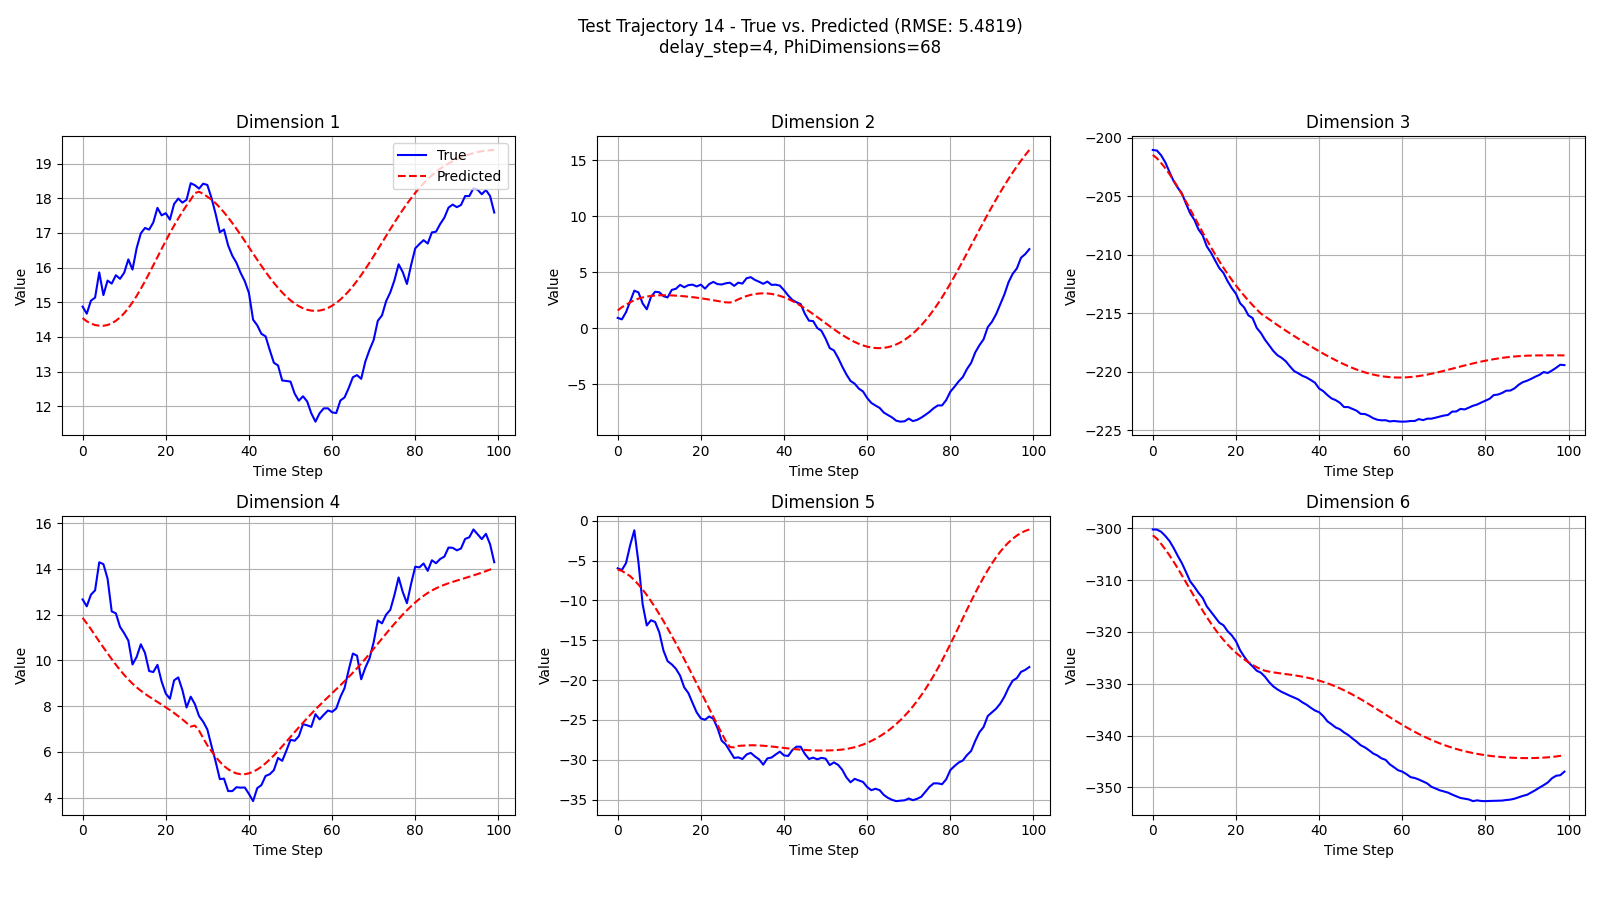 Test Trajectory 14 - True vs. Predicted (RMSE: 5.4819)
delay_step=4, PhiDimensions=68
Dimension 1
True
Predicted
19
18
17
16
15
14
13
12
Value
0 20 40 60 80 100
Time Step
Dimension 2
15
10
5
0
−5
Value
0 20 40 60 80 100
Time Step
Dimension 3
−200
−205
−210
−215
−220
−225
Value
0 20 40 60 80 100
Time Step
Dimension 4
16
14
12
10
8
6
4
Value
0 20 40 60 80 100
Time Step
Dimension 5
0
−5
−10
−15
−20
−25
−30
−35
Value
0 20 40 60 80 100
Time Step
Dimension 6
−300
−310
−320
−330
−340
−350
Value
0 20 40 60 80 100
Time Step